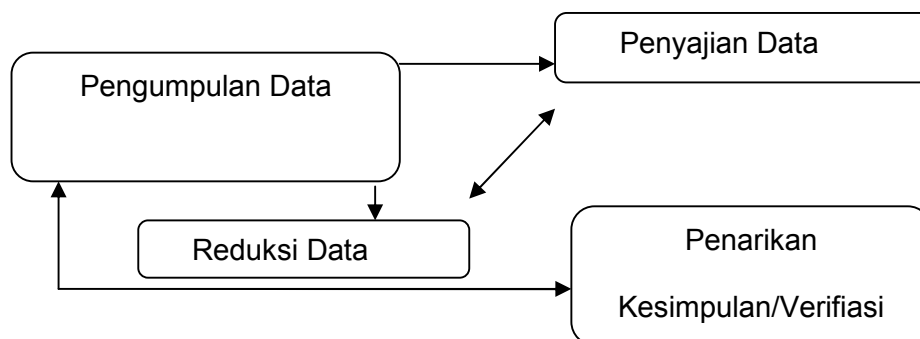 Penyajian Data
Pengumpulan Data
Reduksi Data
Penarikan
Kesimpulan/Verifiasi